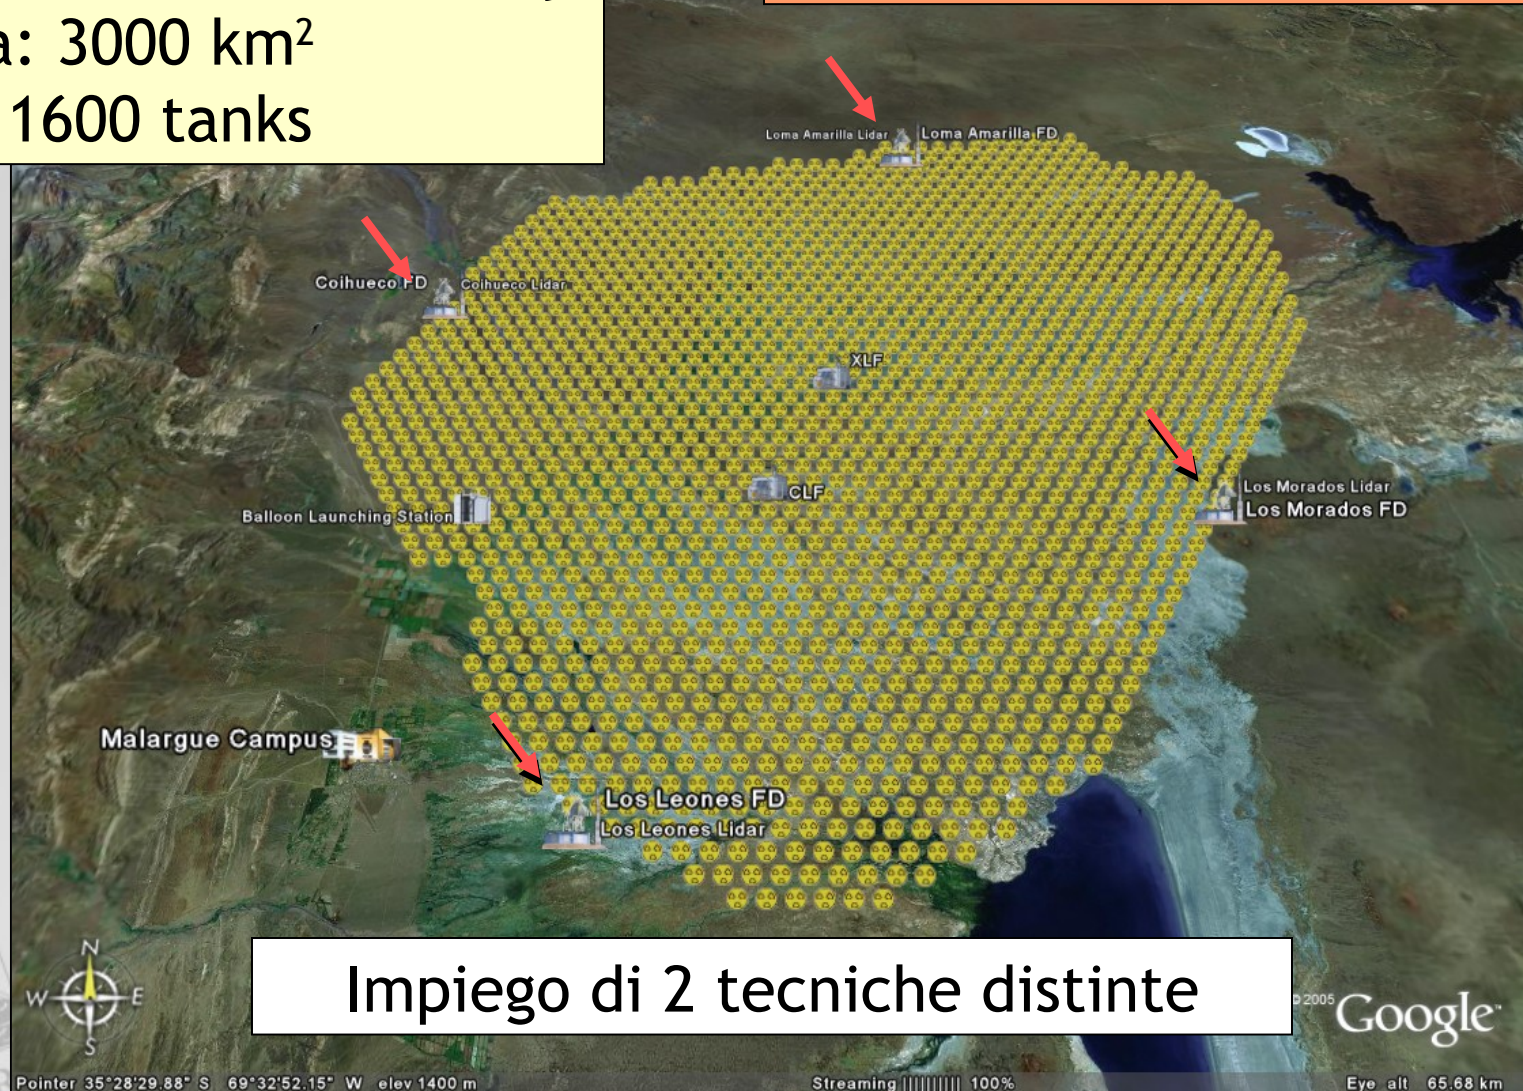 a: 3000 km²
1600 tanks
Loma Amarilla Lidar
Loma Amarilla FD
Coihueco FD
Coihueco Lidar
XLF
CLF
Los Morados Lidar
Los Morados FD
Balloon Launching Station
Malargue Campus
Los Leones FD
Los Leones Lidar
N
W E
S
Impiego di 2 tecniche distinte
© 2005 Google™
Pointer 35°28'29.88" S 69°32'52.15" W elev 1400 m
Streaming |||||||||| 100%
Eye alt 65.68 km